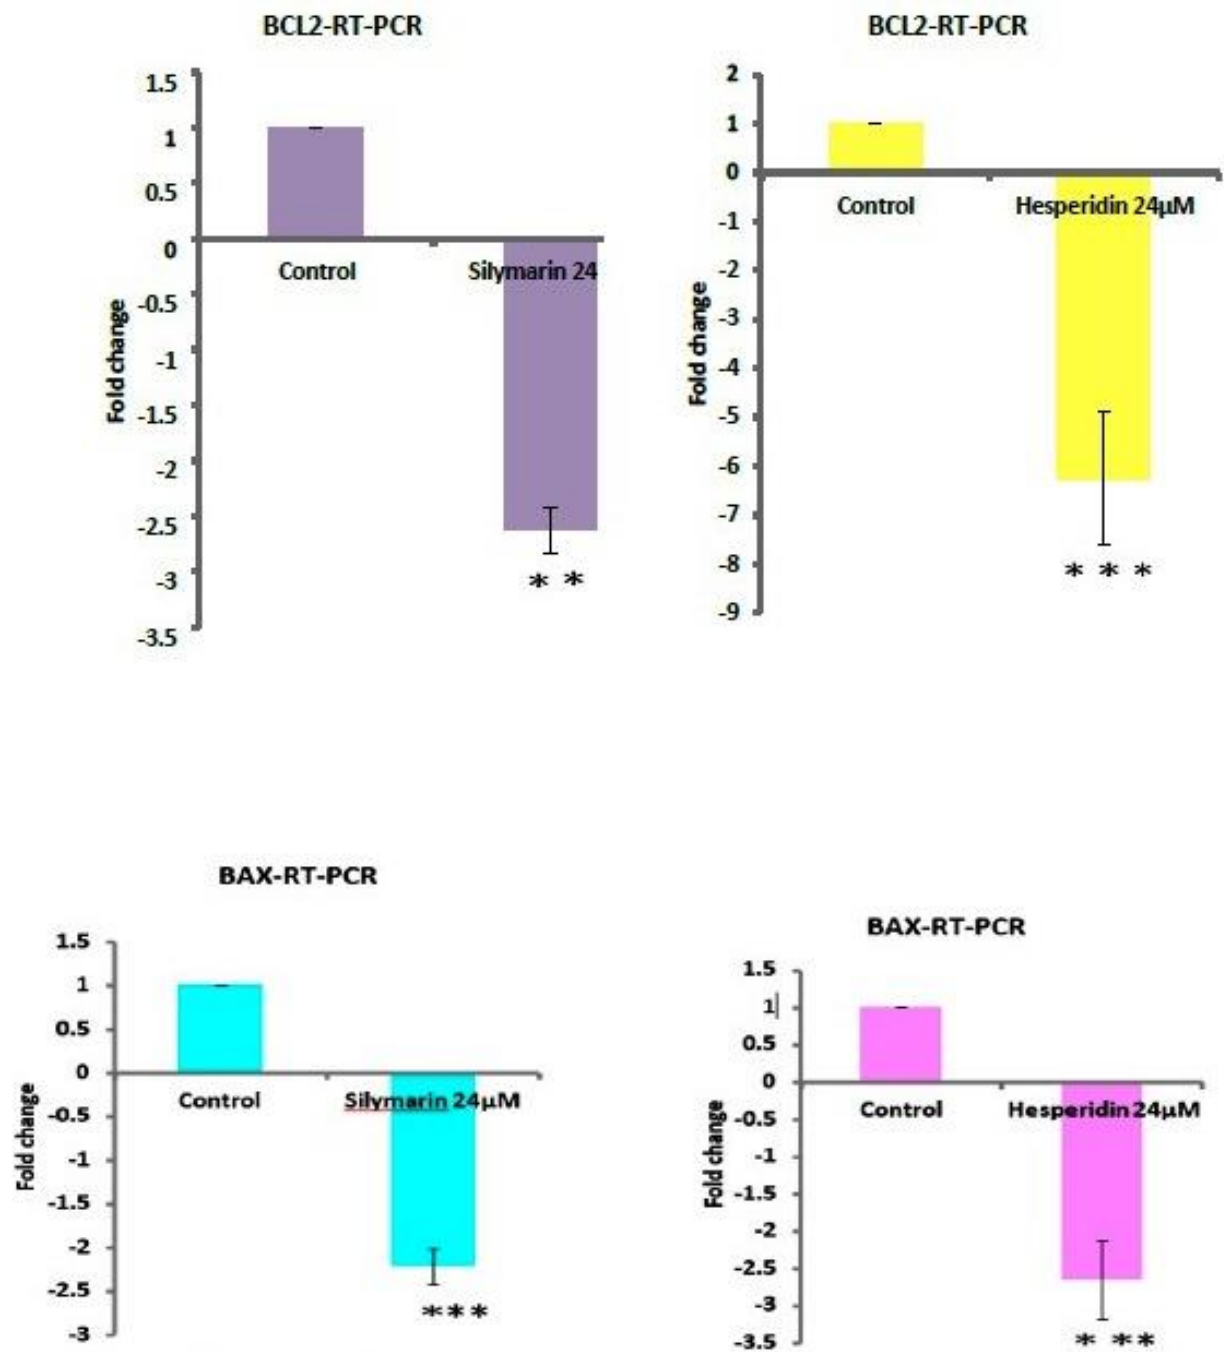 BCL2-RT-PCR
1.5
1
0.5
0
-0.5
-1
-1.5
-2
-2.5
-3
-3.5
Fold change
Control
Silymarin 24
* *
BCL2-RT-PCR
2
1
0
-1
-2
-3
-4
-5
-6
-7
-8
-9
Fold change
Control
Hesperidin 24µM
* * *
BAX-RT-PCR
1.5
1
0.5
0
-0.5
-1
-1.5
-2
-2.5
-3
Fold change
Control
Silymarin 24µM
***
BAX-RT-PCR
1.5
1
0.5
0
-0.5
-1
-1.5
-2
-2.5
-3
-3.5
Fold change
Control
Hesperidin 24µM
* **